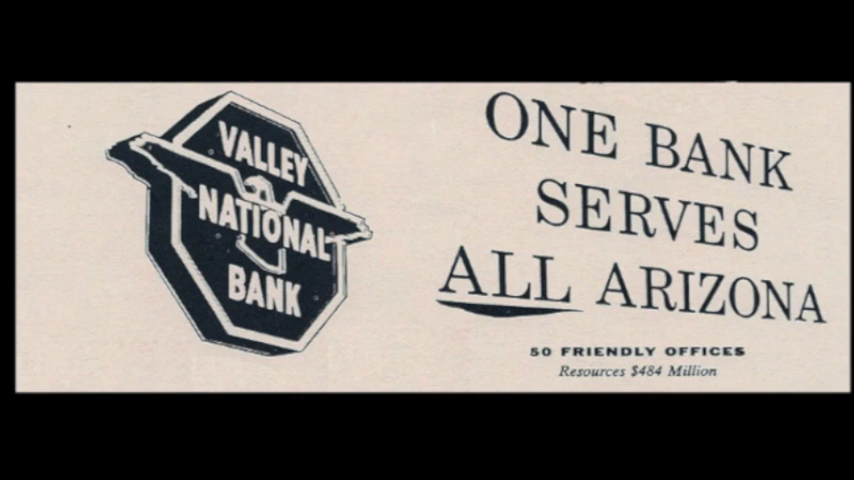 VALLEY
NATIONAL
BANK
ONE BANK
SERVES
ALL ARIZONA
50 FRIENDLY OFFICES
Resources $484 Million